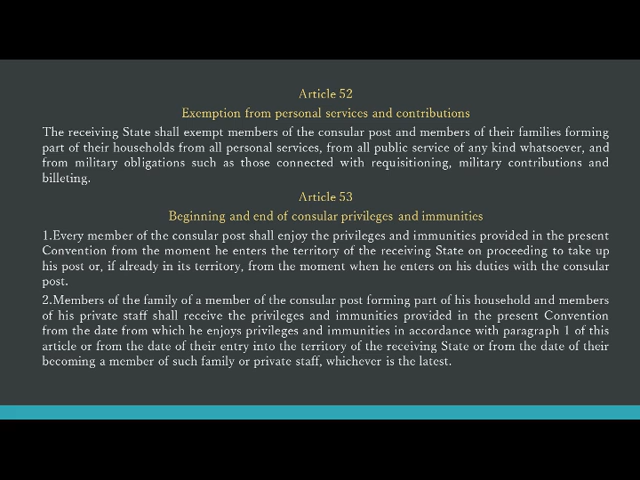 Article 52
Exemption from personal services and contributions
The receiving State shall exempt members of the consular post and members of their families forming
part of their households from all personal services, from all public service of any kind whatsoever, and
from military obligations such as those connected with requisitioning, military contributions and
billeting.
Article 53
Beginning and end of consular privileges and immunities
1.Every member of the consular post shall enjoy the privileges and immunities provided in the present
Convention from the moment he enters the territory of the receiving State on proceeding to take up
his post or, if already in its territory, from the moment when he enters on his duties with the consular
post.
2.Members of the family of a member of the consular post forming part of his household and members
of his private staff shall receive the privileges and immunities provided in the present Convention
from the date from which he enjoys privileges and immunities in accordance with paragraph 1 of this
article or from the date of their entry into the territory of the receiving State or from the date of their
becoming a member of such family or private staff, whichever is the latest.